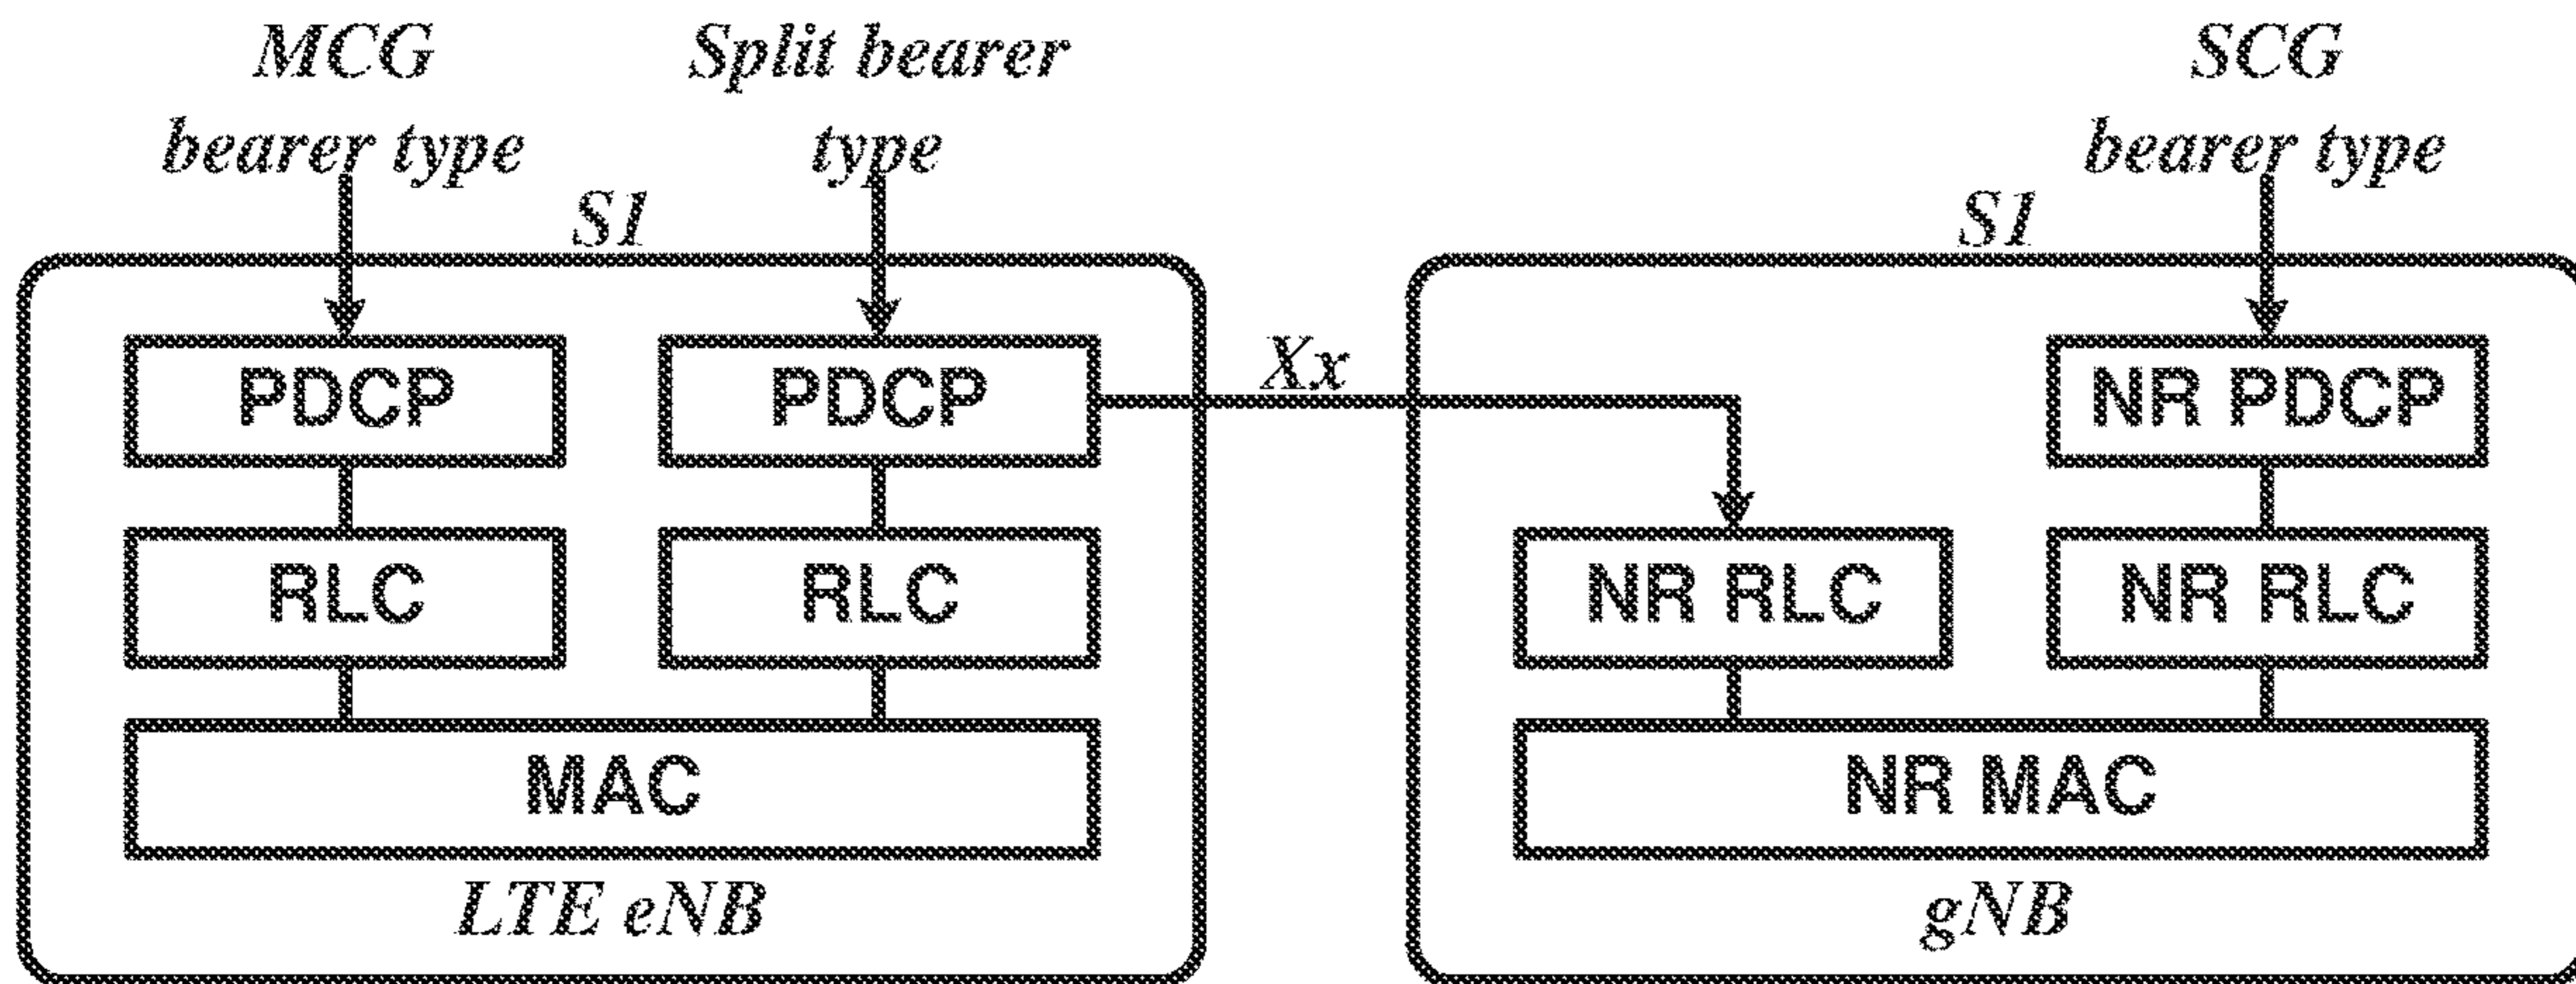 MCG
bearer type
Split bearer
type
SCG
bearer type
S1
S1
Xx
PDCP
PDCP
NR PDCP
RLC
RLC
NR RLC
NR RLC
MAC
NR MAC
LTE eNB
gNB